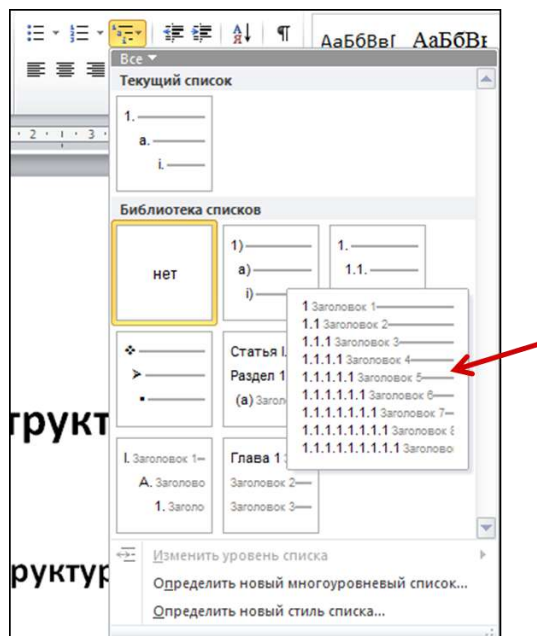 АаБбВвГ АаБбВв
Все
Текущий список
2 1 3
1.
a.
i.
Библиотека списков
нет
1)
a)
i)
1.
1.1.
1 Заголовок 1
1.1 Заголовок 2
1.1.1 Заголовок 3
1.1.1.1 Заголовок 4
1.1.1.1.1 Заголовок 5
1.1.1.1.1.1 Заголовок 6
1.1.1.1.1.1.1 Заголовок 7
1.1.1.1.1.1.1.1 Заголовок 8
1.1.1.1.1.1.1.1.1 Заголово
Статья I.
Раздел 1
(a) Загол
трукт
I. Заголовок 1
A. Заголово
1. Заголо
Глава 1
Заголовок 2
Заголовок 3
Изменить уровень списка
руктур
Определить новый многоуровневый список...
Определить новый стиль списка...